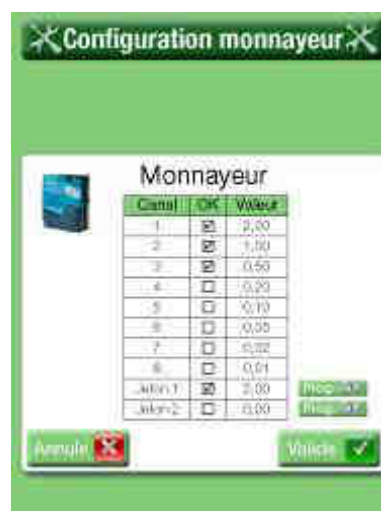 Configuration monnayeur
Monnayeur
Canal OK Valeur
1 2,00
2 1,00
3 0,50
4 0,20
5 0,10
6 0,05
7 0,02
8 0,01
Jeton 1 2,00
Jeton 2 0,00
Annule
Valide